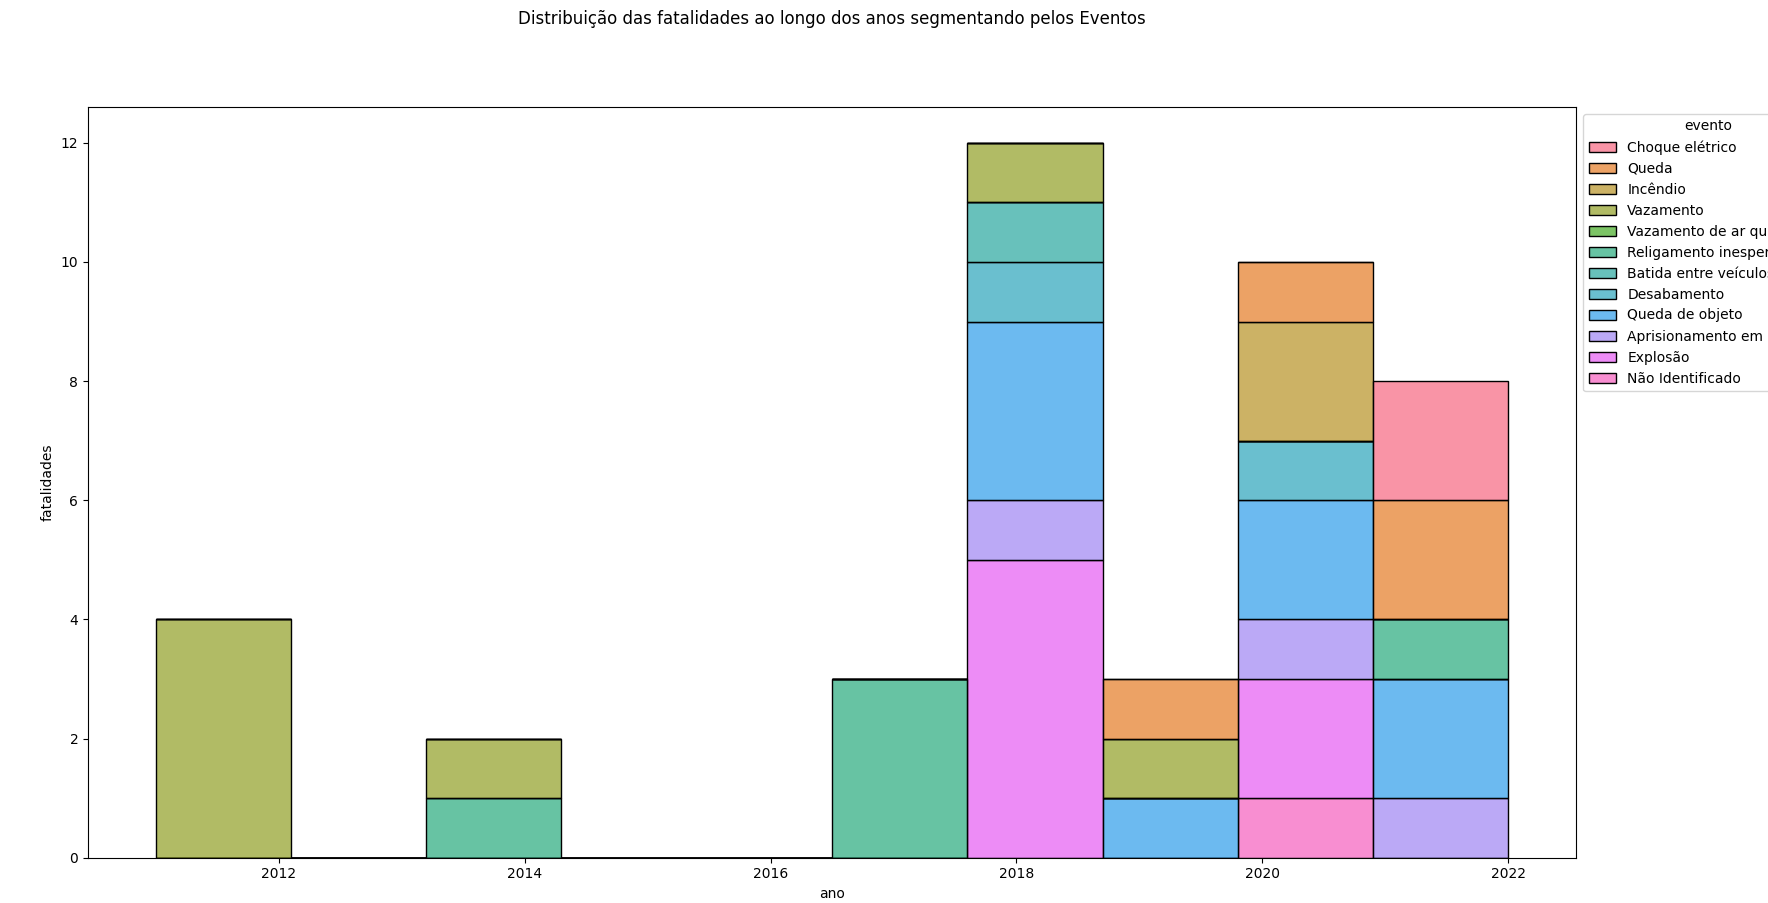 Distribuição das fatalidades ao longo dos anos segmentando pelos Eventos
12
10
8
6
4
2
0
fatalidades
2012 2014 2016 2018 2020 2022
ano
evento
Choque elétrico
Queda
Incêndio
Vazamento
Vazamento de ar qu
Religamento inesper
Batida entre veículos
Desabamento
Queda de objeto
Aprisionamento em
Explosão
Não Identificado